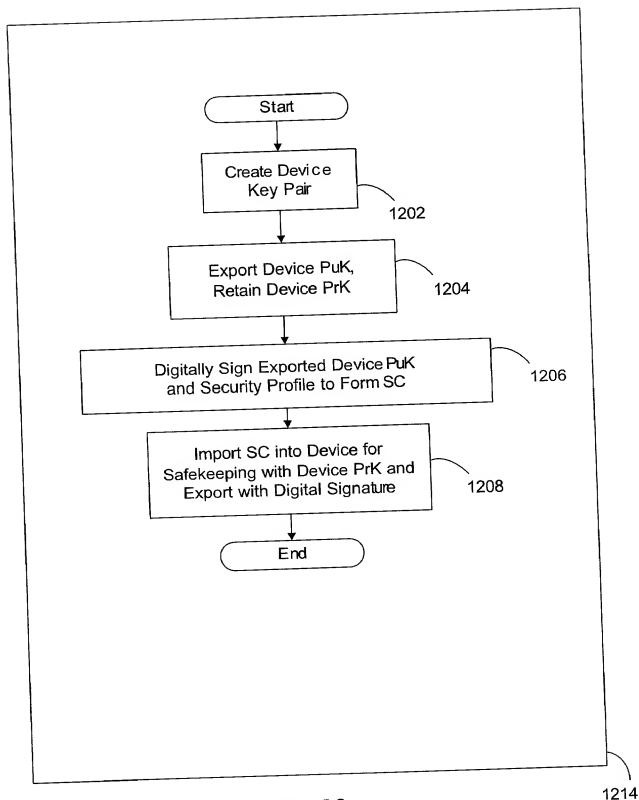 Start
Create Device
Key Pair
1202
Export Device PuK,
Retain Device PrK
1204
Digitally Sign Exported Device PuK
and Security Profile to Form SC
1206
Import SC into Device for
Safekeeping with Device PrK and
Export with Digital Signature
1208
End
1214